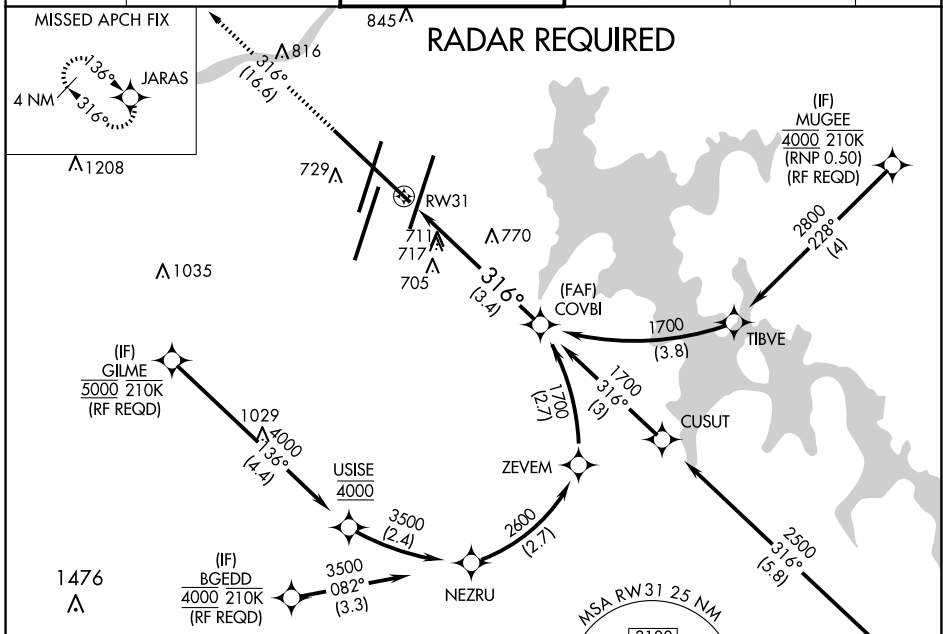 MISSED APCH FIX
136°
JARAS
4 NM
316°
845
RADAR REQUIRED
816
316°
(16.6)
1208
729
RW31
(IF)
MUGEE
4000 210K
(RNP 0.50)
(RF REQD)
711
717
705
770
2800
228°
(4)
1035
316°
(3.4)
(FAF)
COVBI
1700
(3.8)
TIBVE
(IF)
GILME
5000 210K
(RF REQD)
1700
316°
(3)
1700
(2.7)
CUSUT
1029
4000
136°
(4.4)
USISE
4000
ZEVEM
3500
(2.4)
2600
(2.7)
2500
316°
(5.8)
1476
(IF)
BGEDD
4000 210K
(RF REQD)
3500
082°
(3.3)
NEZRU
MSA RW31 25 NM
3100